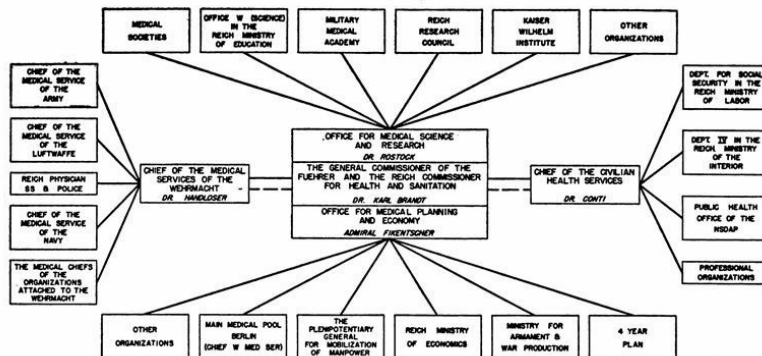 MEDICAL
SOCIETIES
OFFICE W (SCIENCE)
IN THE
REICH MINISTRY
OF EDUCATION
MILITARY
MEDICAL
ACADEMY
REICH
RESEARCH
COUNCIL
KAISER
WILHELM
INSTITUTE
OTHER
ORGANIZATIONS
CHIEF OF THE
MEDICAL SERVICE
OF THE
ARMY
CHIEF OF THE
MEDICAL SERVICE
OF THE
LUFTWAFFE
REICH PHYSICIAN
SS & POLICE
CHIEF OF THE
MEDICAL SERVICE
OF THE
NAVY
THE MEDICAL CHIEFS
OF THE
ORGANIZATIONS
ATTACHED TO THE
WEHRMACHT
CHIEF OF THE MEDICAL
SERVICES OF THE
WEHRMACHT
DR. HANDLOSER
OFFICE FOR MEDICAL SCIENCE
AND RESEARCH
DR. ROSTOCK
THE GENERAL COMMISSIONER OF THE
FUEHRER AND THE REICH COMMISSIONER
FOR HEALTH AND SANITATION
DR. KARL BRANDT
OFFICE FOR MEDICAL PLANNING
AND ECONOMY
ADMIRAL FIKENTSCHER
CHIEF OF THE CIVILIAN
HEALTH SERVICES
DR. CONTI
DEPT. FOR SOCIAL
SECURITY IN THE
REICH MINISTRY
OF LABOR
DEPT. IV IN THE
REICH MINISTRY
OF THE
INTERIOR
PUBLIC HEALTH
OFFICE OF THE
NSDAP
PROFESSIONAL
ORGANIZATIONS
OTHER
ORGANIZATIONS
MAIN MEDICAL POOL
BERLIN
(CHIEF W MED SER)
THE
PLENIPOTENTIARY
GENERAL
FOR MOBILIZATION
OF MANPOWER
REICH MINISTRY
OF ECONOMICS
MINISTRY FOR
ARMAMENT &
WAR PRODUCTION
4 YEAR
PLAN